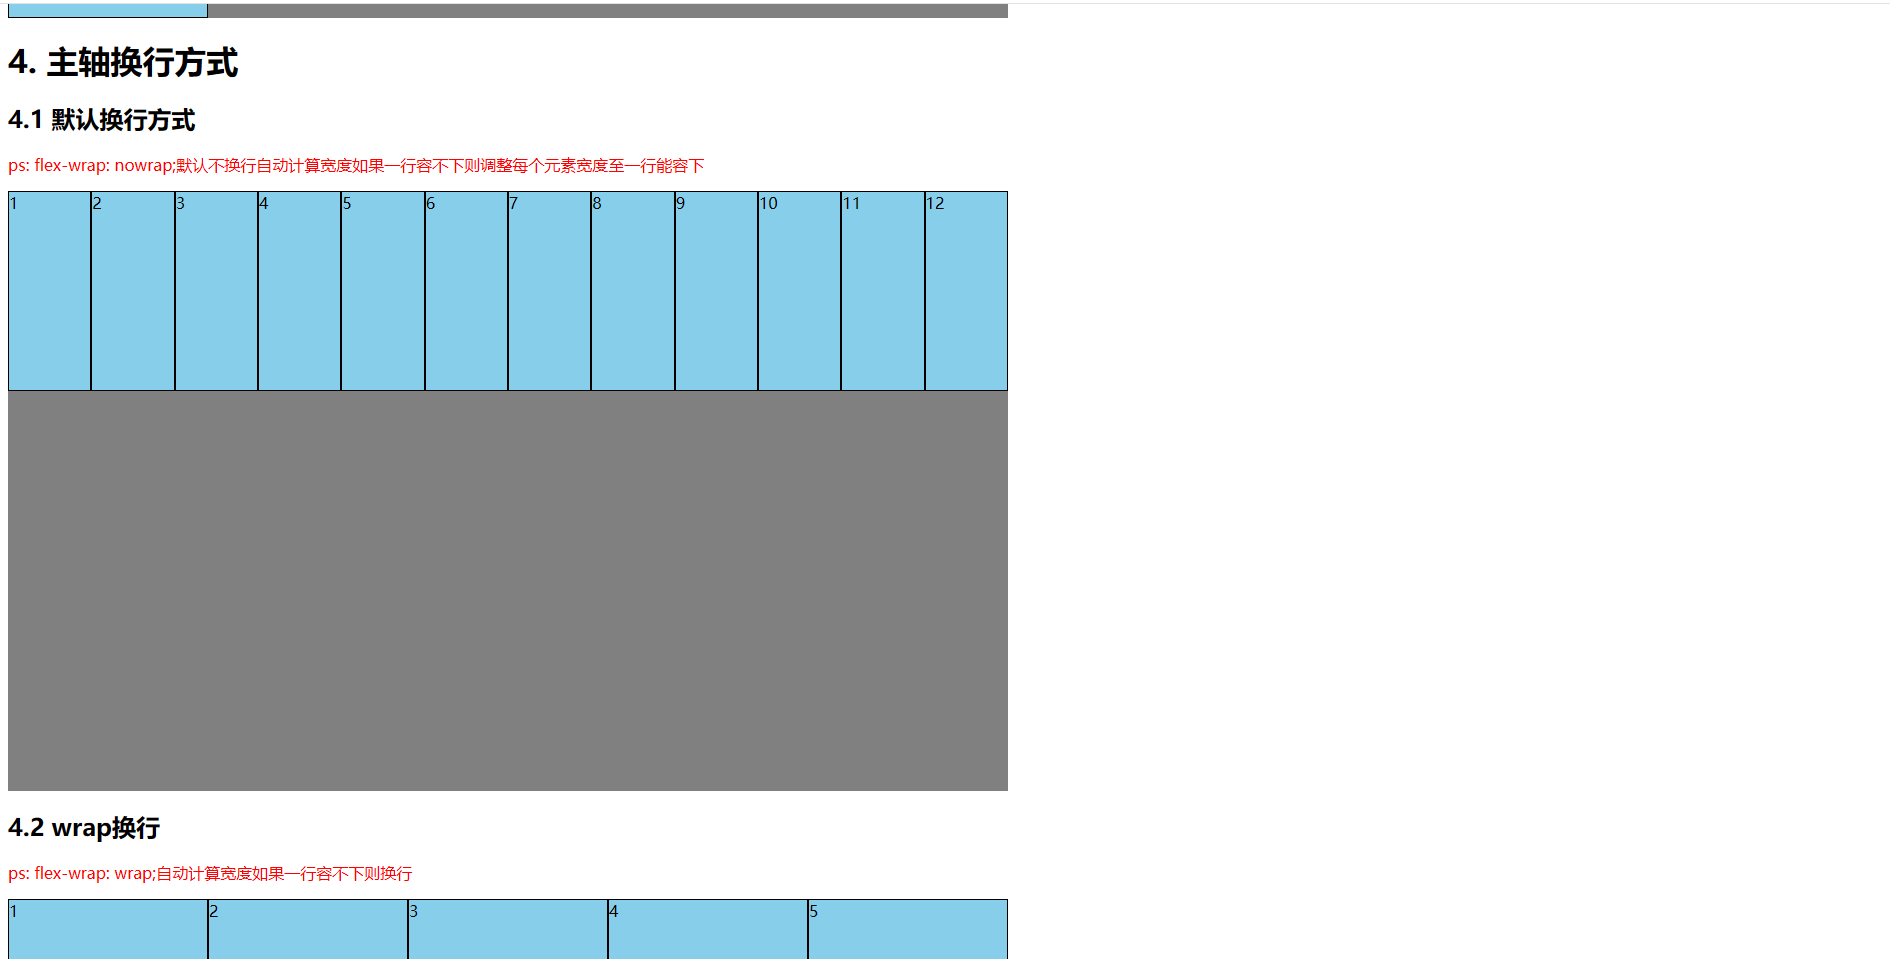 4. 主轴换行方式
4.1 默认换行方式
ps: flex-wrap: nowrap;默认不换行自动计算宽度如果一行容不下则调整每个元素宽度至一行能容下
1 2 3 4 5 6 7 8 9 10 11 12
4.2 wrap换行
ps: flex-wrap: wrap;自动计算宽度如果一行容不下则换行
1 2 3 4 5